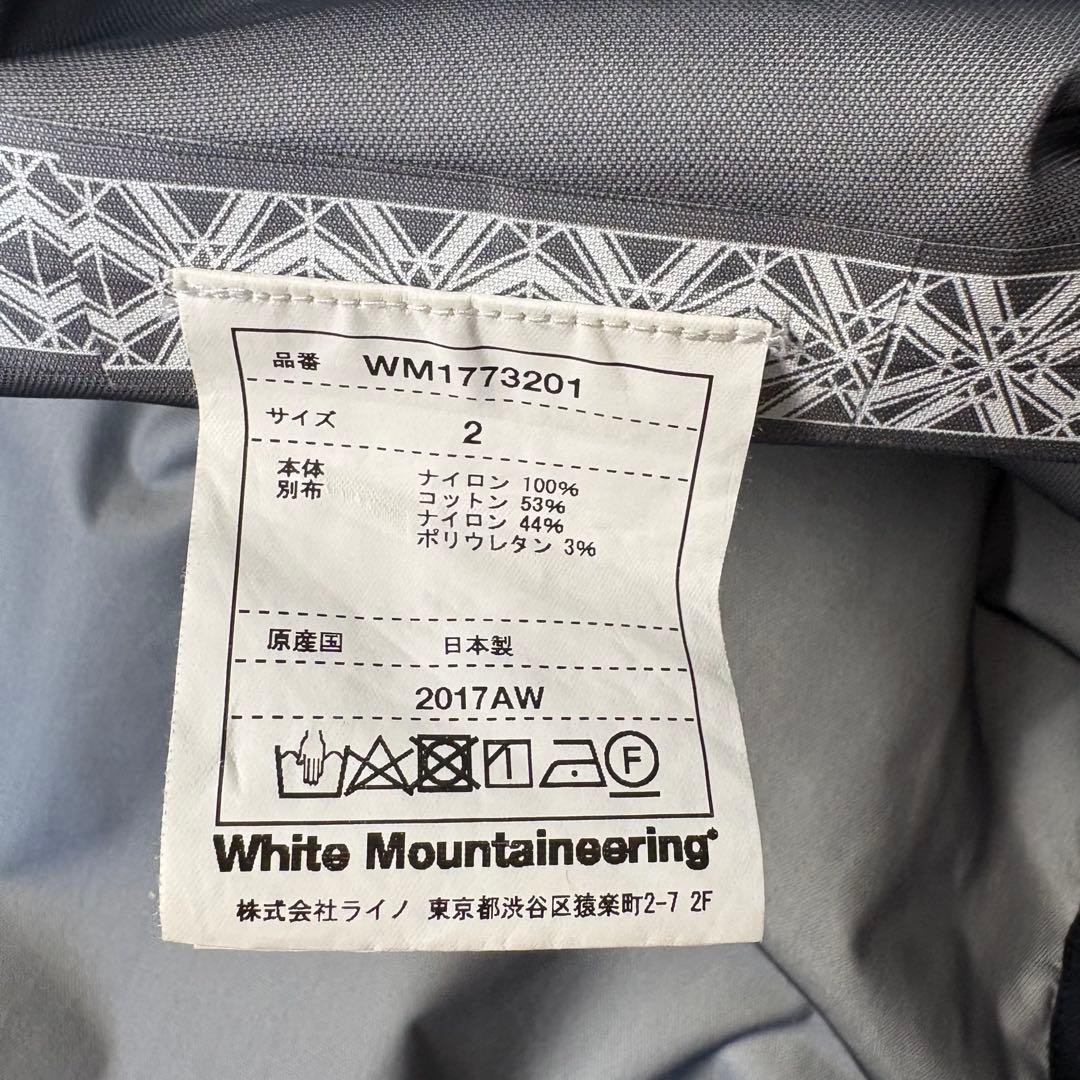 品番 WM1773201
サイズ 2
本体 ナイロン 100%
別布 コットン 53%
ナイロン 44%
ポリウレタン 3%
原産国 日本製
2017AW
F
White Mountaineering®
株式会社ライノ 東京都渋谷区猿楽町2-7 2F